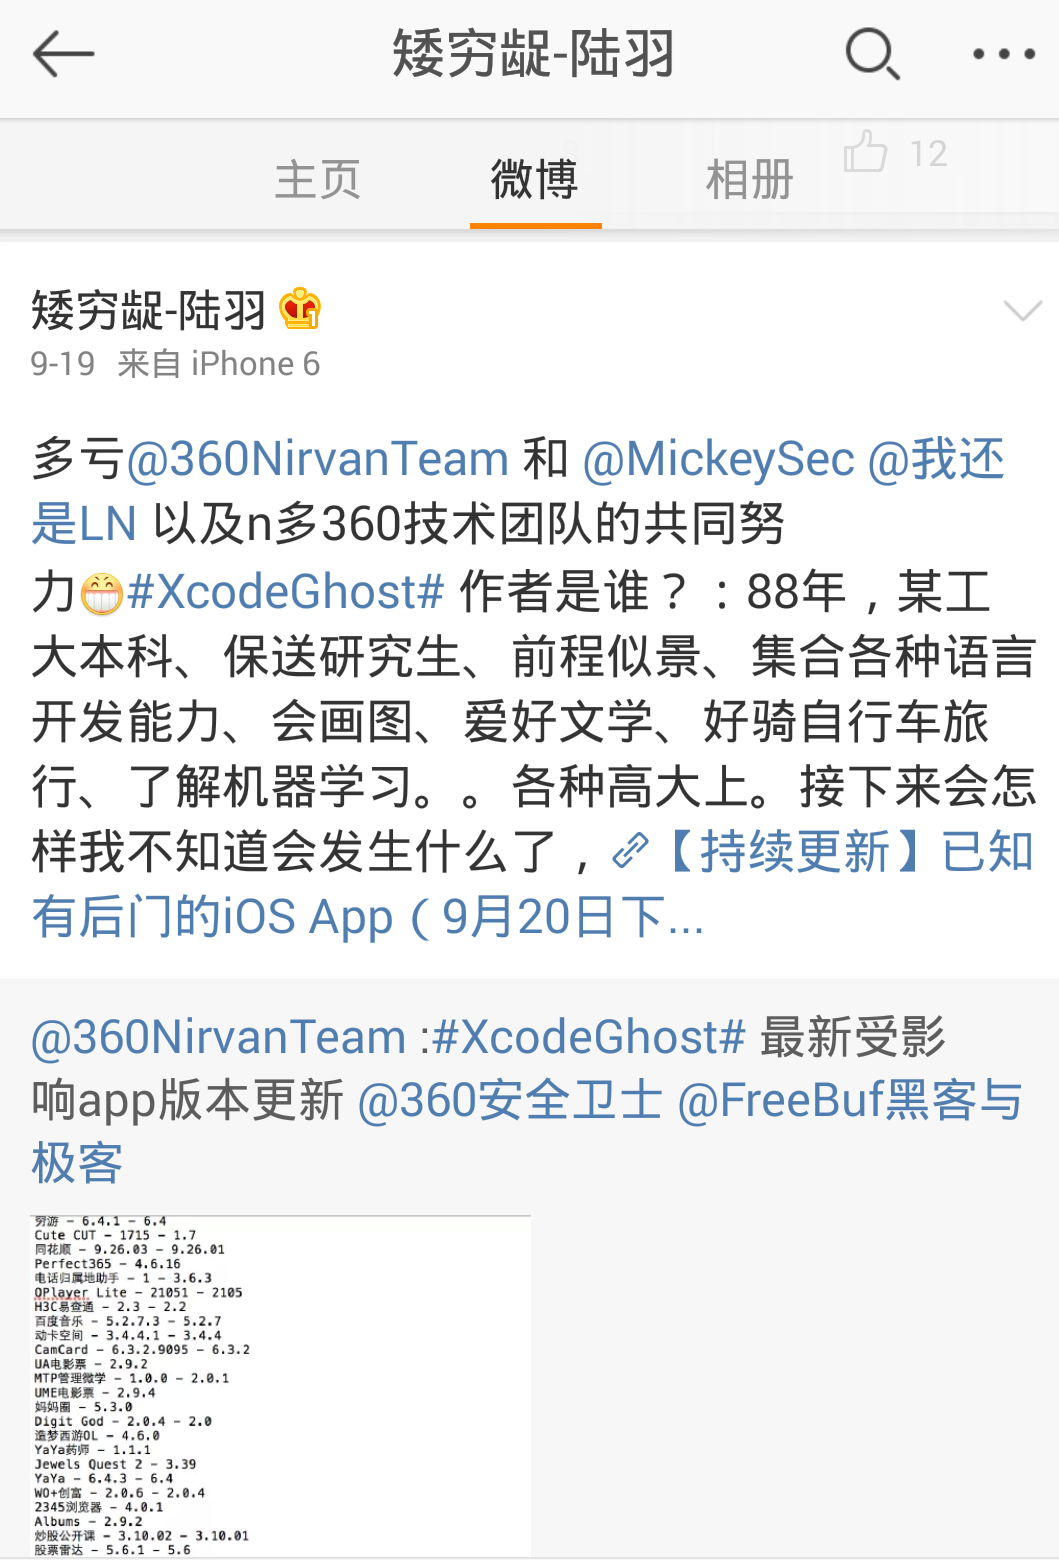 矮穷龊-陆羽
主页 微博 相册 12
矮穷龊-陆羽
9-19 来自 iPhone 6
多亏@360NirvanTeam 和 @MickeySec @我还
是LN 以及n多360技术团队的共同努
力#XcodeGhost# 作者是谁？：88年，某工
大本科、保送研究生、前程似景、集合各种语言
开发能力、会画图、爱好文学、好骑自行车旅
行、了解机器学习。。各种高大上。接下来会怎
样我不知道会发生什么了，【持续更新】已知
有后门的iOS App（9月20日下...
@360NirvanTeam :#XcodeGhost# 最新受影
响app版本更新 @360安全卫士 @FreeBuf黑客与
极客
穷游 - 6.4.1 - 6.4
Cute CUT - 1715 - 1.7
同花顺 - 9.26.03 - 9.26.01
Perfect365 - 4.6.16
电话归属地助手 - 1 - 3.6.3
OPlayer Lite - 21051 - 2105
H3C易查通 - 2.3 - 2.2
百度音乐 - 5.2.7.3 - 5.2.7
动卡空间 - 3.4.4.1 - 3.4.4
CamCard - 6.3.2.9095 - 6.3.2
UA电影票 - 2.9.2
MTP管理微学 - 1.0.0 - 2.0.1
UME电影票 - 2.9.4
妈妈圈 - 5.3.0
Digit God - 2.0.4 - 2.0
造梦西游OL - 4.6.0
YaYa药师 - 1.1.1
Jewels Quest 2 - 3.39
YaYa - 6.4.3 - 6.4
WO+创富 - 2.0.6 - 2.0.4
2345浏览器 - 4.0.1
Albums - 2.9.2
炒股公开课 - 3.10.02 - 3.10.01
股票雷达 - 5.6.1 - 5.6